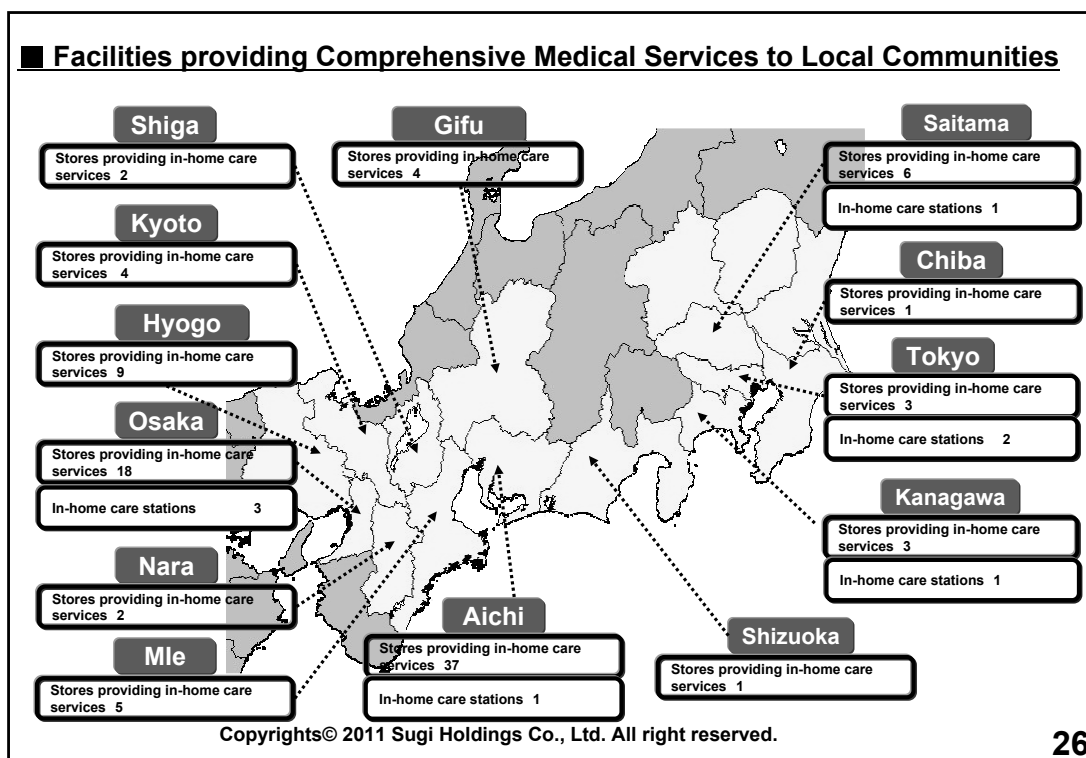 ■ Facilities providing Comprehensive Medical Services to Local Communities
Shiga
Stores providing in-home care
services 2
Gifu
Stores providing in-home care
services 4
Saitama
Stores providing in-home care
services 6
In-home care stations 1
Kyoto
Stores providing in-home care
services 4
Chiba
Stores providing in-home care
services 1
Hyogo
Stores providing in-home care
services 9
Tokyo
Stores providing in-home care
services 3
In-home care stations 2
Osaka
Stores providing in-home care
services 18
In-home care stations 3
Kanagawa
Stores providing in-home care
services 3
In-home care stations 1
Nara
Stores providing in-home care
services 2
Aichi
Stores providing in-home care
services 37
In-home care stations 1
Shizuoka
Stores providing in-home care
services 1
Mle
Stores providing in-home care
services 5
Copyrights© 2011 Sugi Holdings Co., Ltd. All right reserved.
26